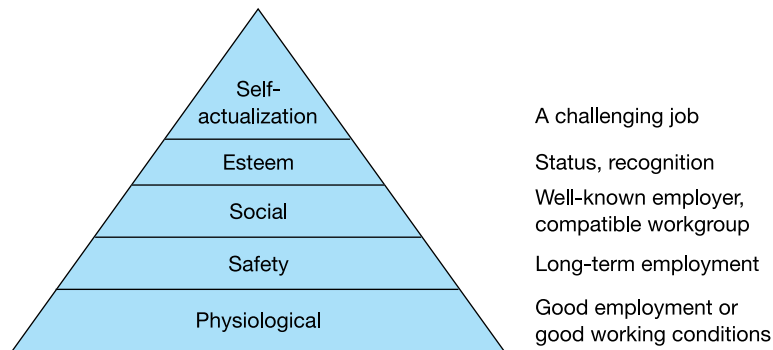 Self-
actualization
A challenging job
Esteem
Status, recognition
Social
Well-known employer,
compatible workgroup
Safety
Long-term employment
Physiological
Good employment or
good working conditions